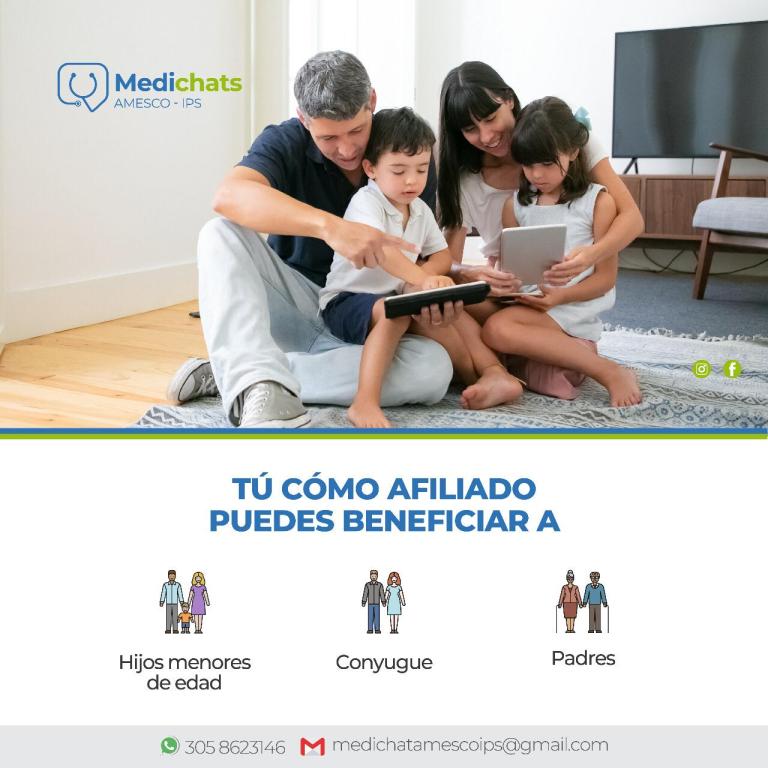 Medichats
AMESCO - IPS
TÚ CÓMO AFILIADO
PUEDES BENEFICIAR A
Hijos menores
de edad
Conyugue
Padres
305 8623146
medichatamescoips@gmail.com